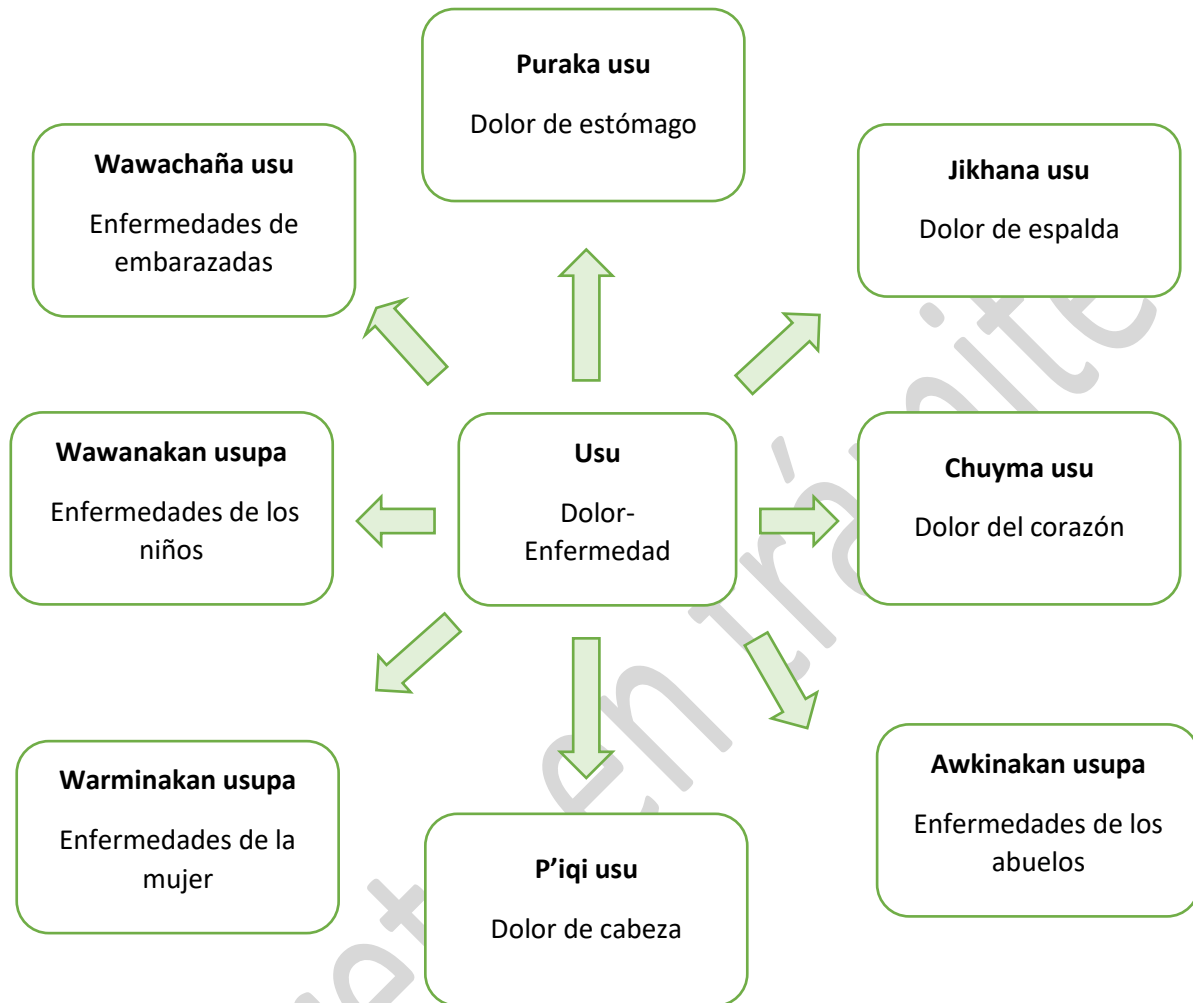 Puraka usu
Dolor de estómago
Wawachaña usu
Enfermedades de
embarazadas
Jikhana usu
Dolor de espalda
Wawanakan usupa
Enfermedades de los
niños
Usu
Dolor-
Enfermedad
Chuyma usu
Dolor del corazón
Warminakan usupa
Enfermedades de la
mujer
P'iqi usu
Dolor de cabeza
Awkinakan usupa
Enfermedades de los
abuelos
en trámite